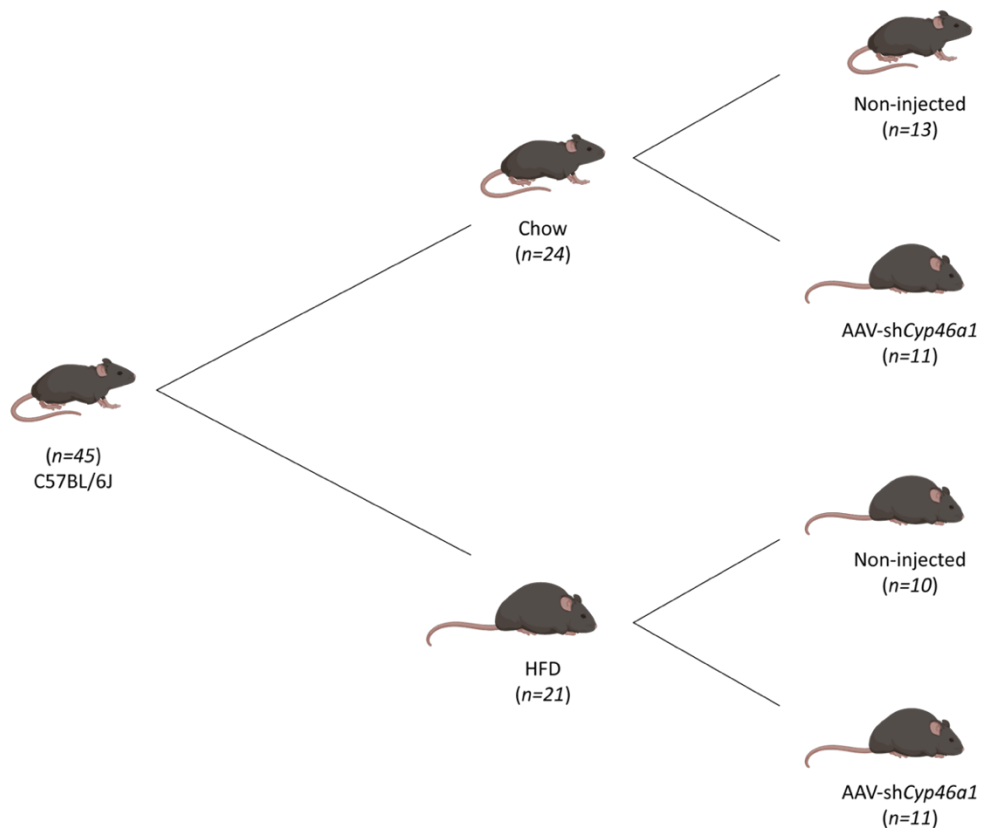 Non-injected
(n=13)
Chow
(n=24)
AAV-shCyp46a1
(n=11)
(n=45)
C57BL/6J
Non-injected
(n=10)
HFD
(n=21)
AAV-shCyp46a1
(n=11)